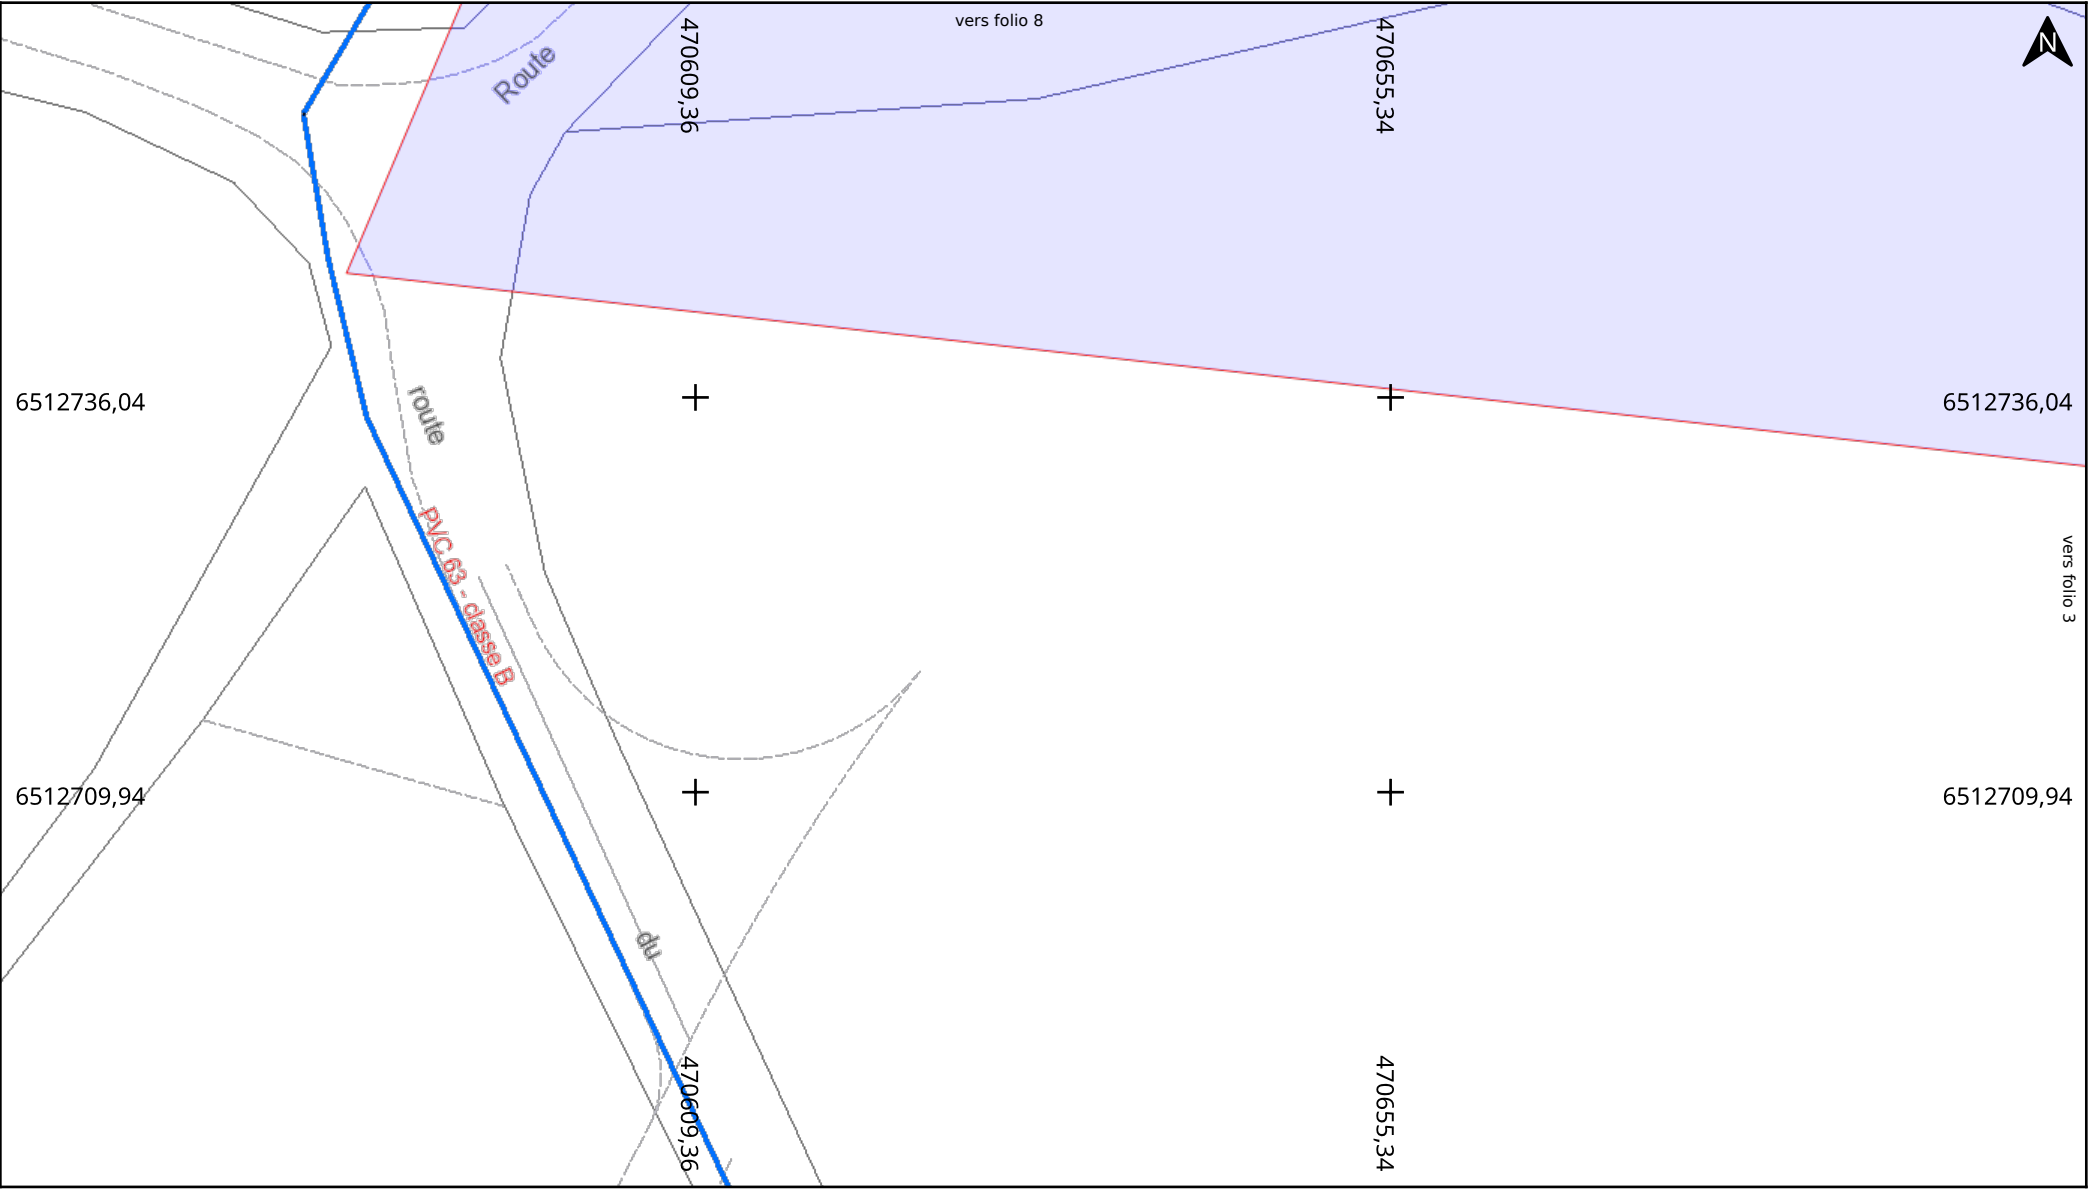 vers folio 8
N
470609,36
470655,34
Route
6512736,04
6512736,04
route
PVC 63 - classe B
vers folio 3
6512709,94
6512709,94
du
470609,36
470655,34